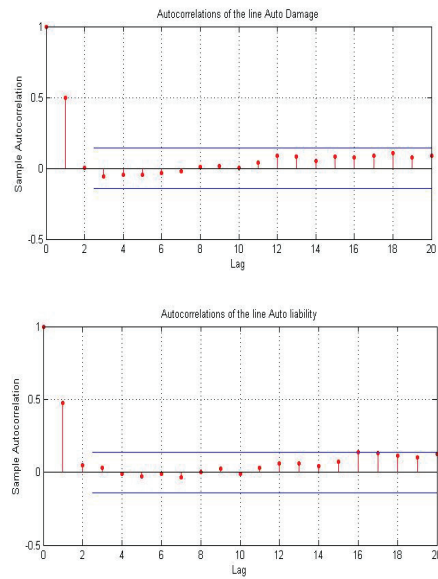 Autocorrelations of the line Auto Damage
1
0.5
0
-0.5
Sample Autocorrelation
0 2 4 6 8 10 12 14 16 18 20
Lag
Autocorrelations of the line Auto liability
1
0.5
0
-0.5
Sample Autocorrelation
0 2 4 6 8 10 12 14 16 18 20
Lag